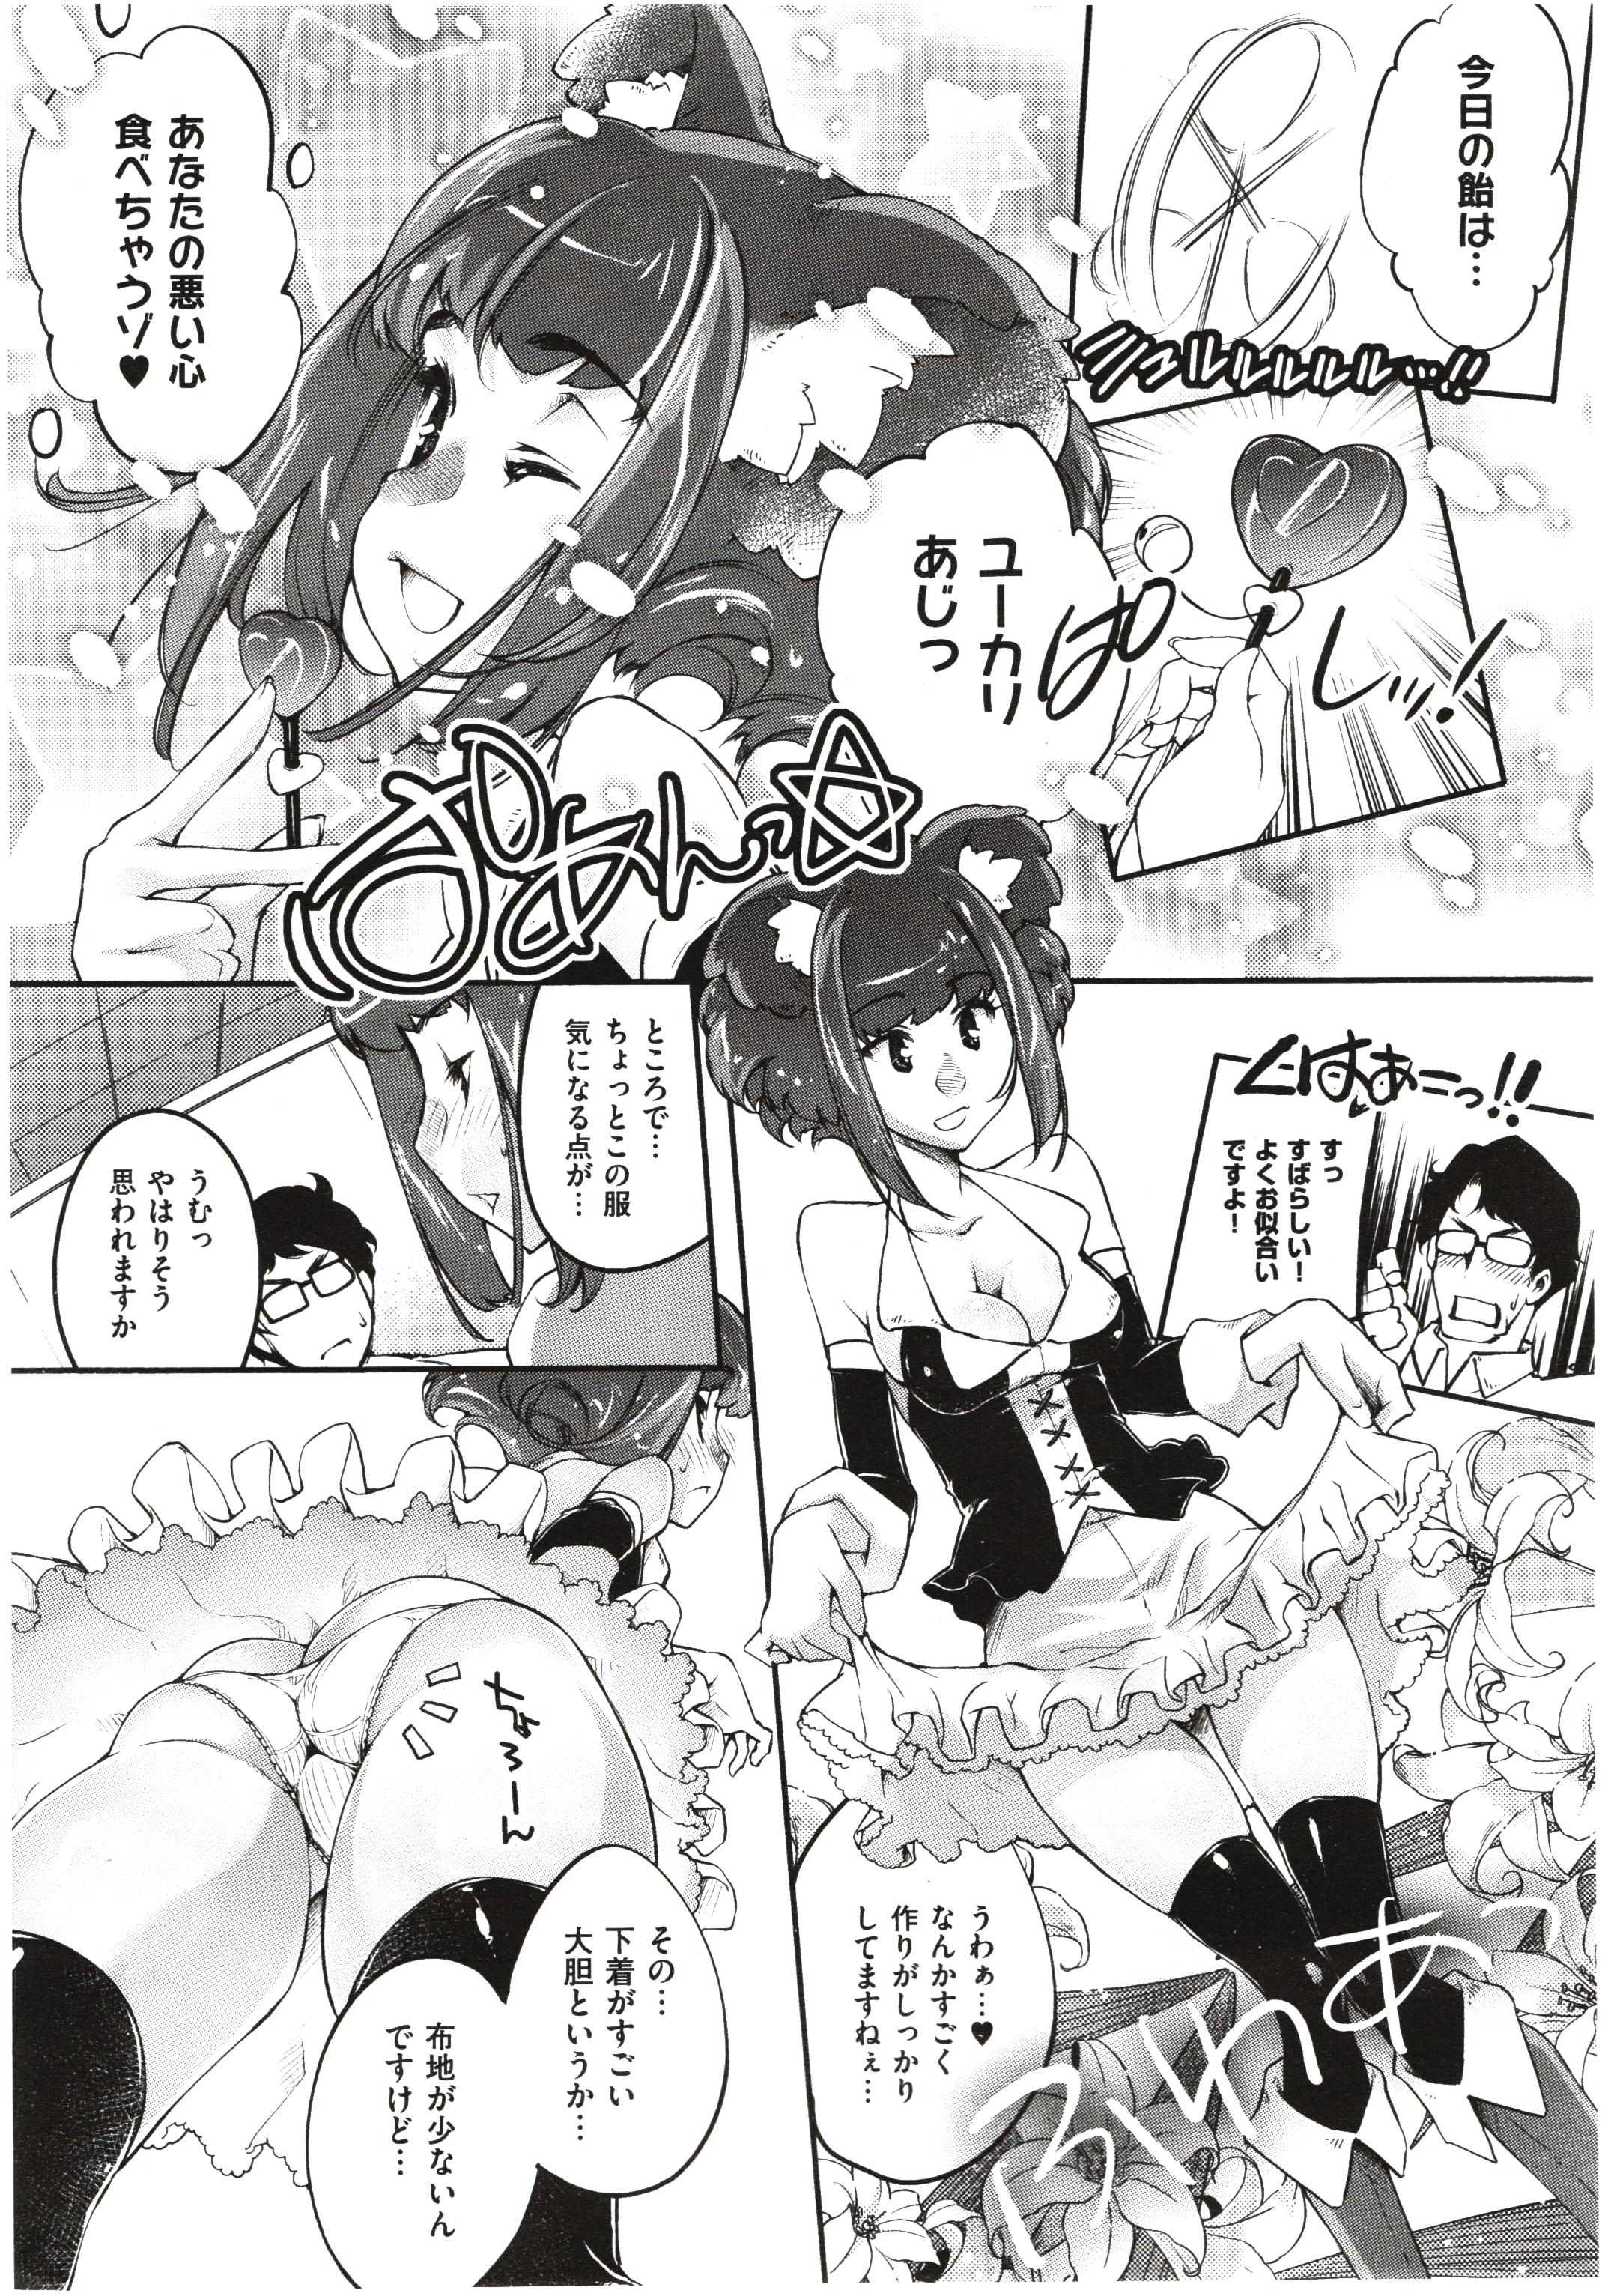 今日の飴は…
シュルルルルル…!!
ぱ
しッ!
ユーカリ
あじっ
あなたの悪い心
食べちゃうゾ♥
ぷぁんっ☆
くはぁーっ!!
すっ
すばらしい!
よくお似合い
ですよ!
うわぁ…♥
なんかすごく
作りがしっかり
してますねぇ…
ふわあっ
ところで…
ちょっとこの服
気になる点が…
うむっ
やはりそう
思われますか
ちょろーん
その…
下着がすごい
大胆というか…
布地が少ないん
ですけど…